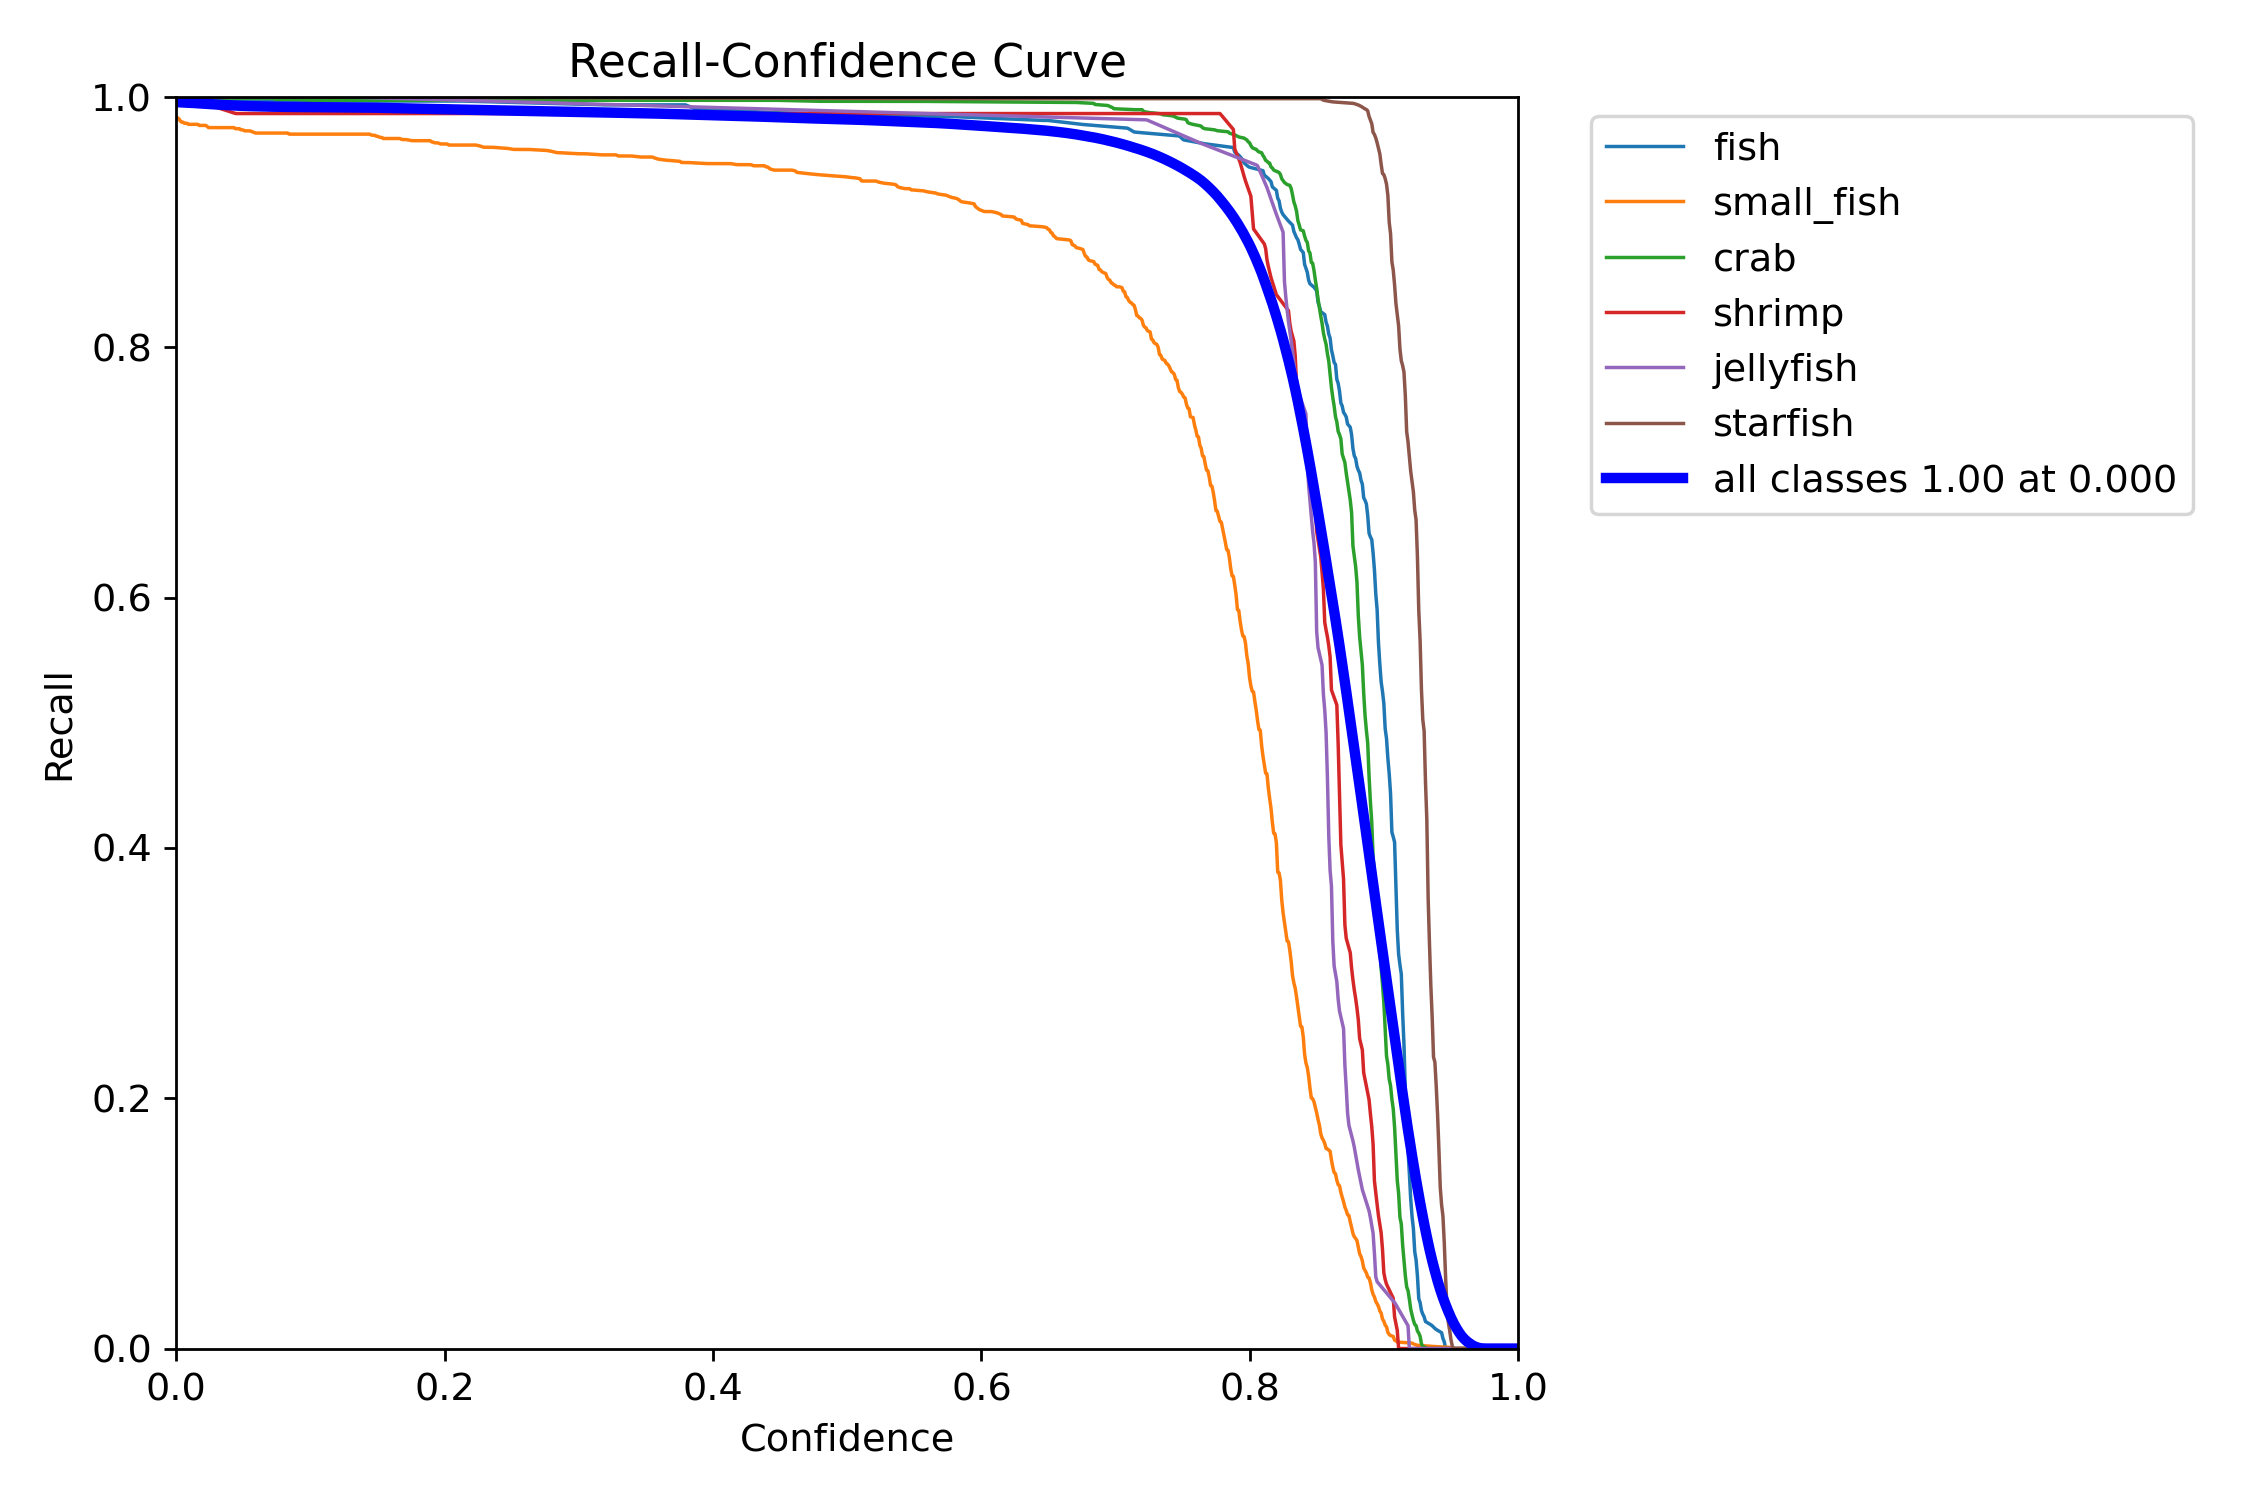 Recall-Confidence Curve
1.0
0.8
0.6
0.4
0.2
0.0
Recall
0.0 0.2 0.4 0.6 0.8 1.0
Confidence
fish
small_fish
crab
shrimp
jellyfish
starfish
all classes 1.00 at 0.000